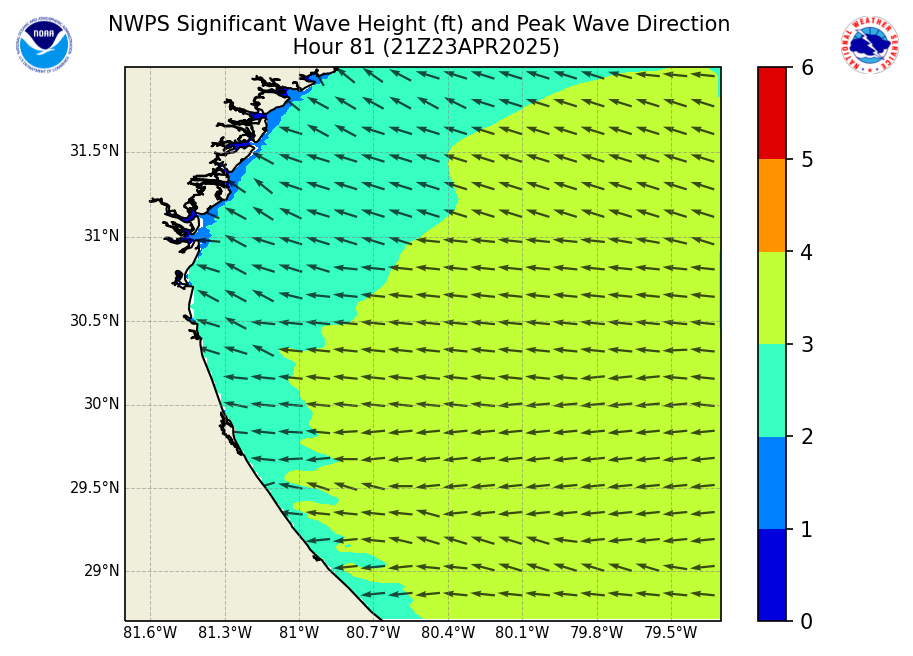 NWPS Significant Wave Height (ft) and Peak Wave Direction
Hour 81 (21Z23APR2025)
NOAA
NATIONAL WEATHER SERVICE
31.5°N
31°N
30.5°N
30°N
29.5°N
29°N
81.6°W 81.3°W 81°W 80.7°W 80.4°W 80.1°W 79.8°W 79.5°W
6
5
4
3
2
1
0